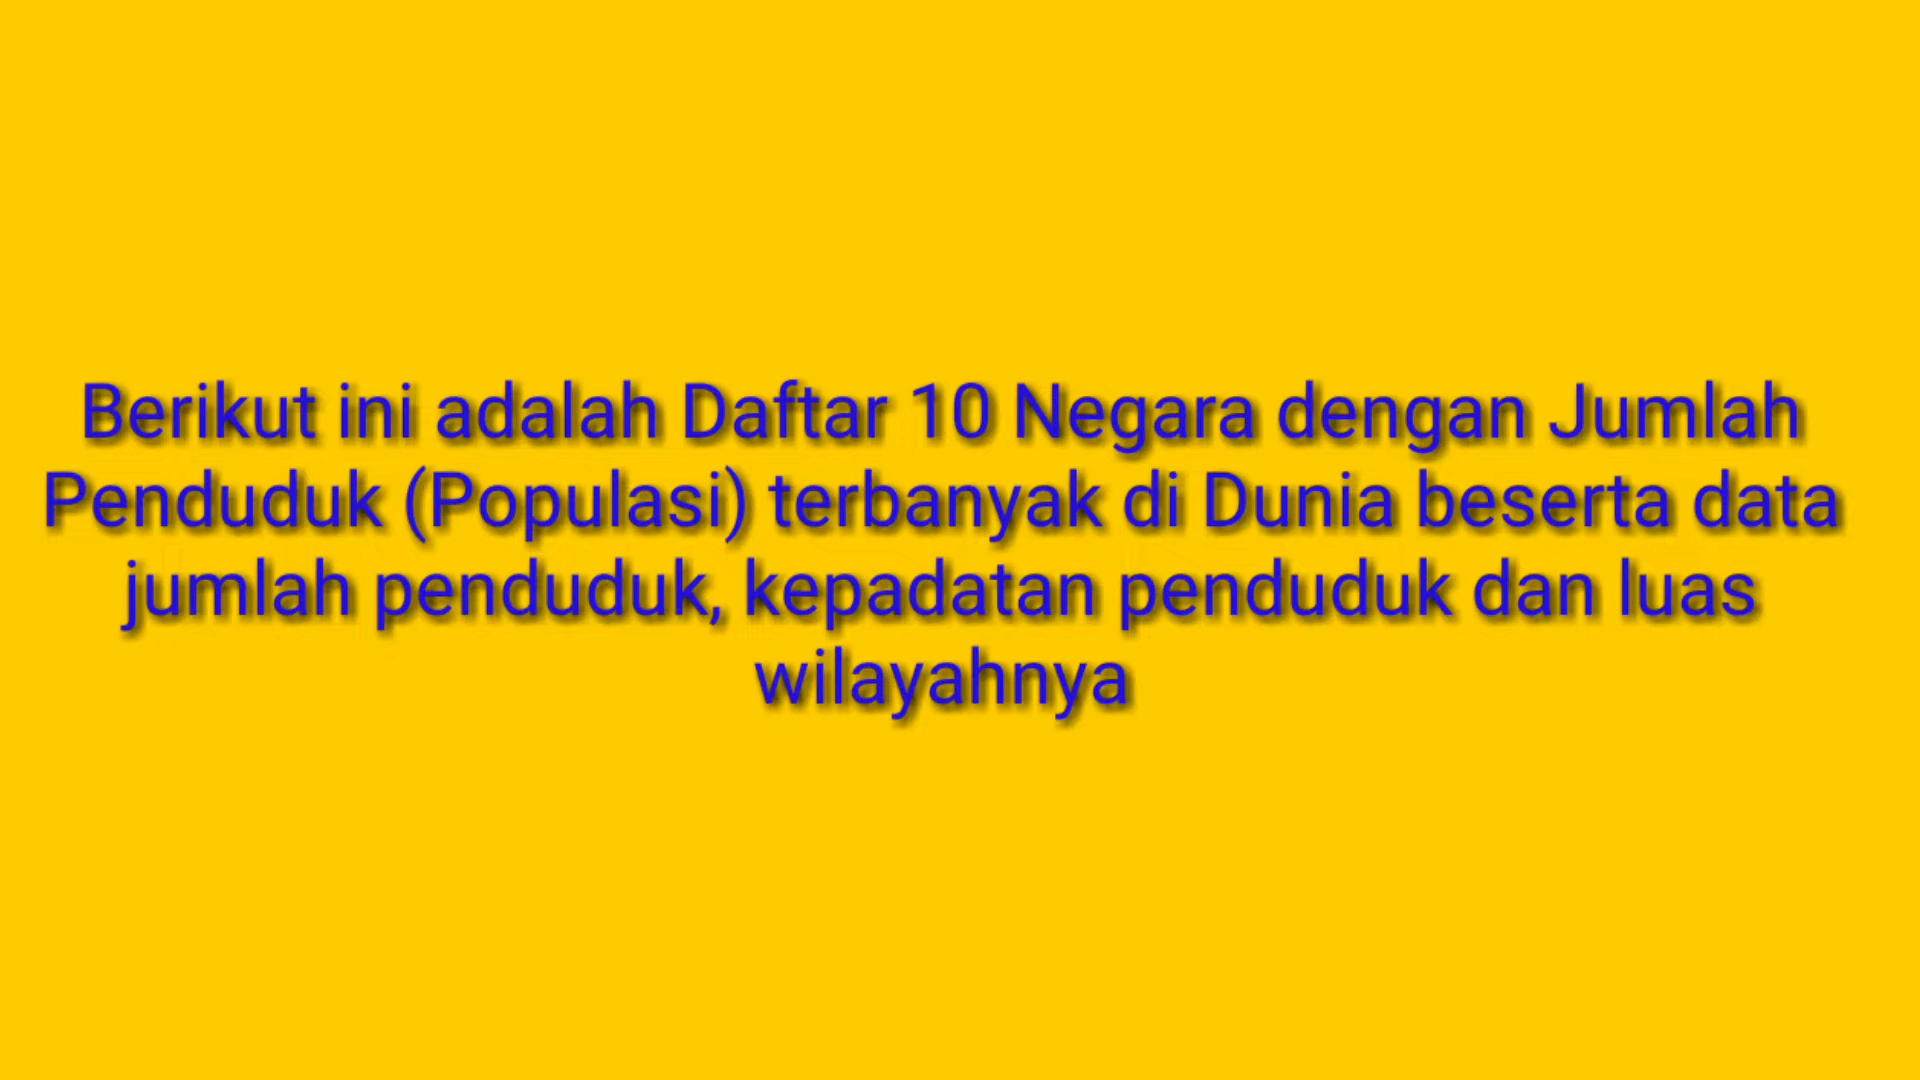 Berikut ini adalah Daftar 10 Negara dengan Jumlah
Penduduk (Populasi) terbanyak di Dunia beserta data
jumlah penduduk, kepadatan penduduk dan luas
wilayahnya